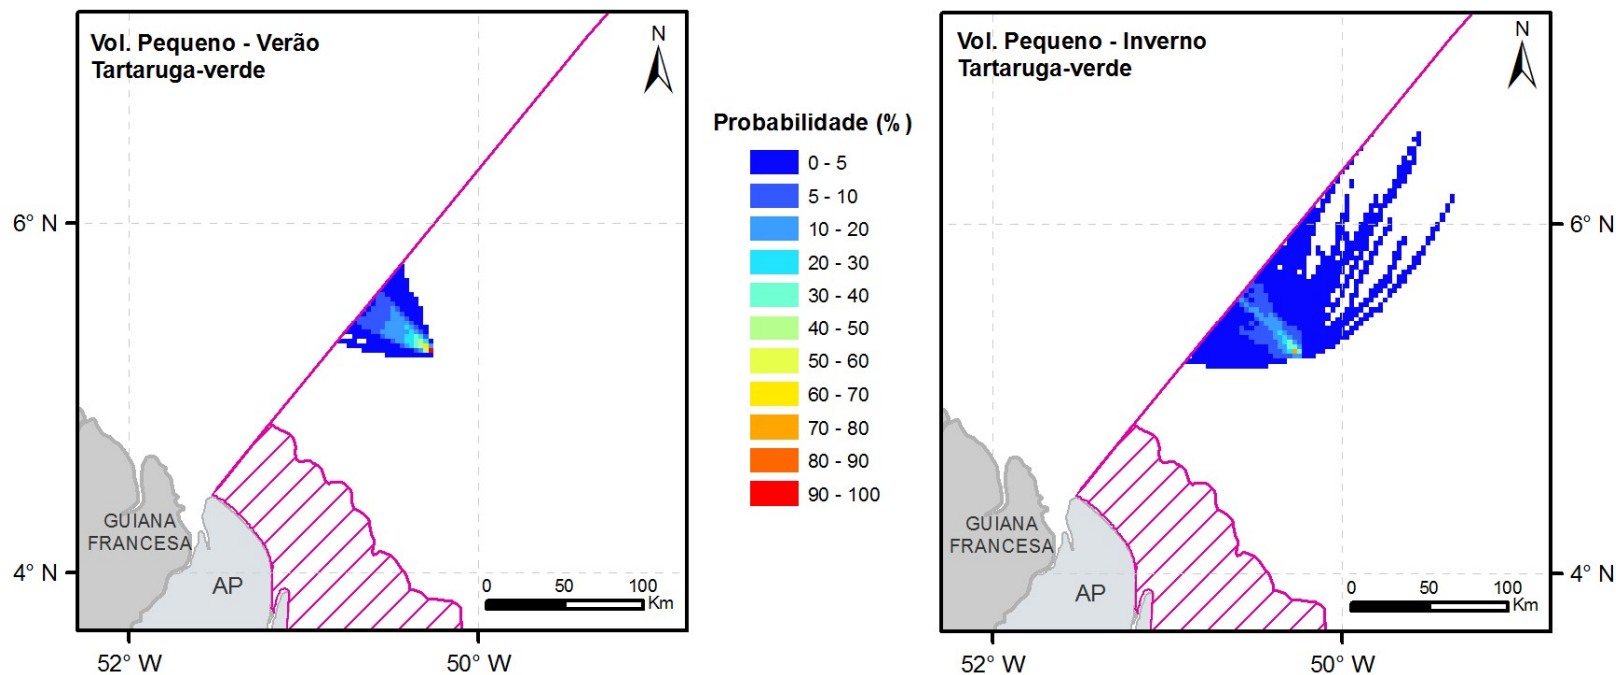 Vol. Pequeno - Verão
Tartaruga-verde
N
6° N
4° N
GUIANA
FRANCESA
AP
0 50 100
Km
52° W 50° W
Probabilidade (%)
0 - 5
5 - 10
10 - 20
20 - 30
30 - 40
40 - 50
50 - 60
60 - 70
70 - 80
80 - 90
90 - 100
Vol. Pequeno - Inverno
Tartaruga-verde
N
6° N
4° N
GUIANA
FRANCESA
AP
0 50 100
Km
52° W 50° W